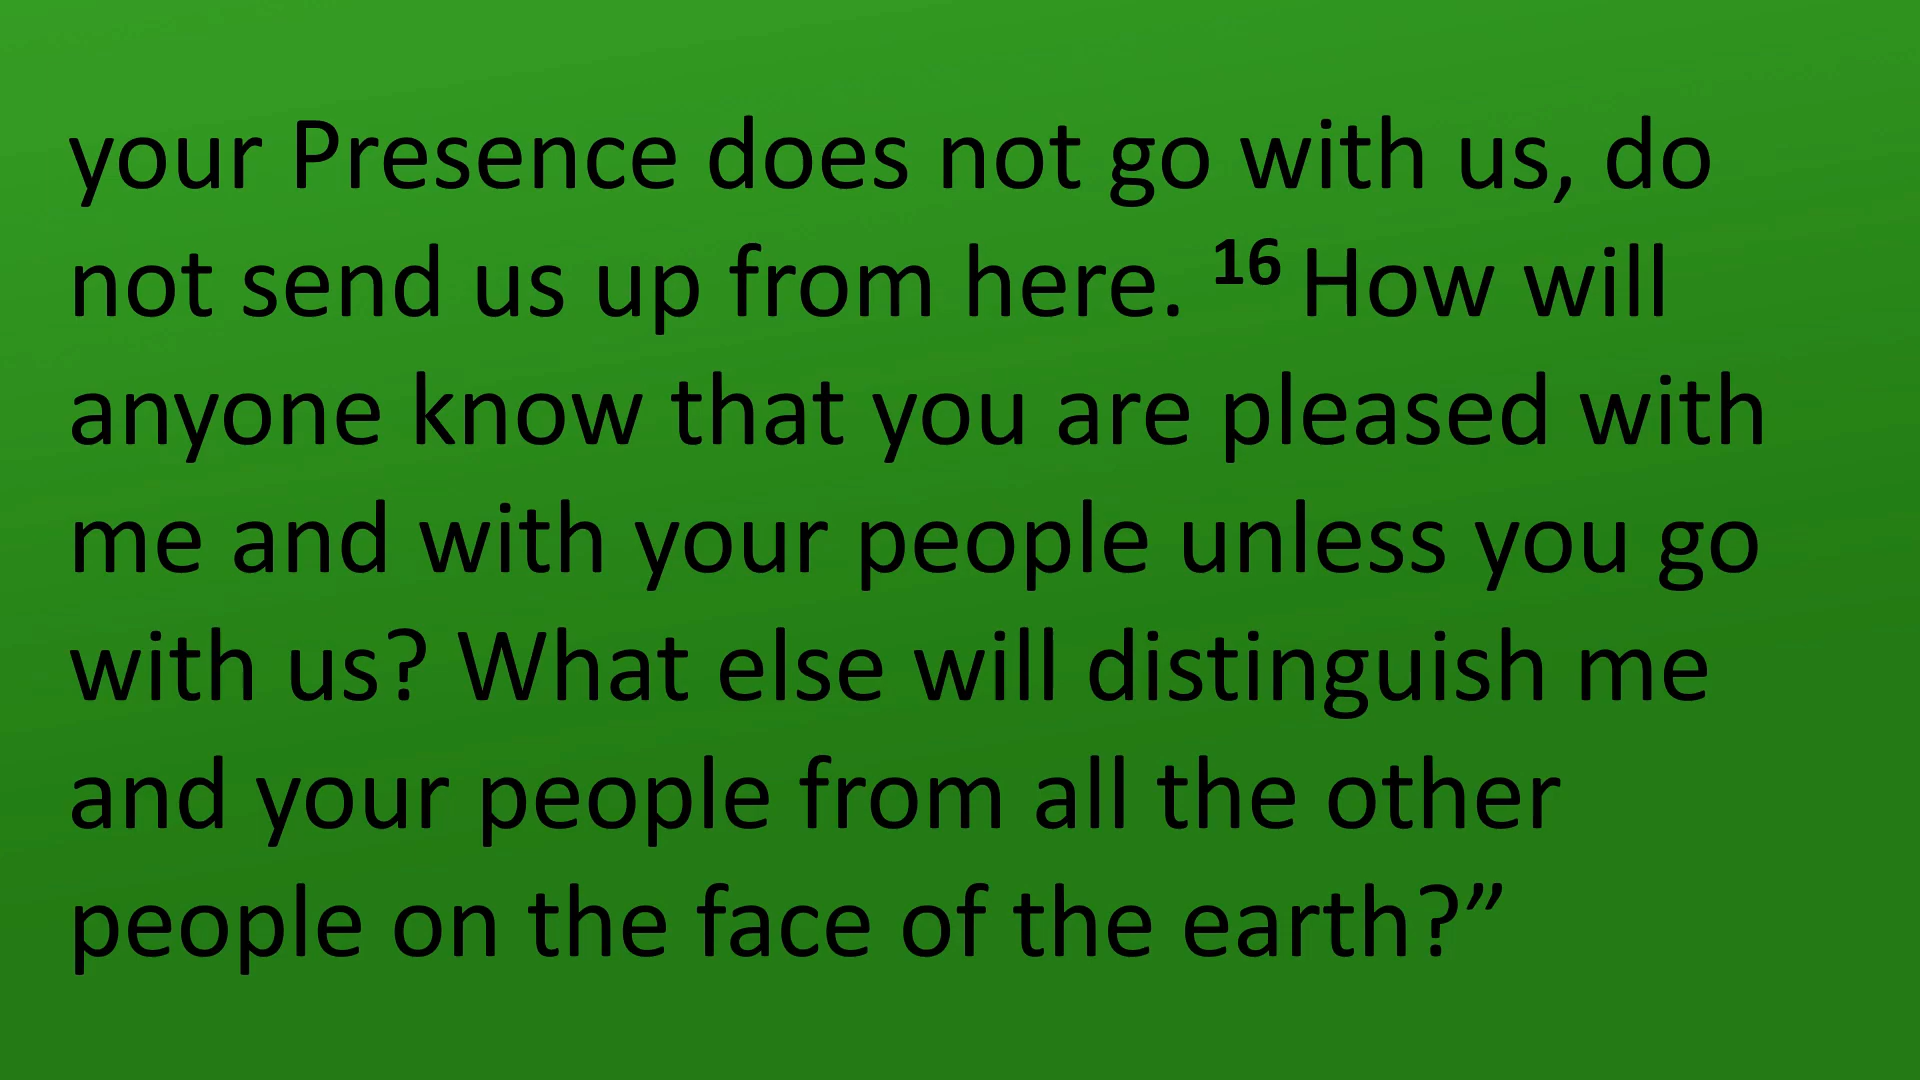 your Presence does not go with us, do
not send us up from here. 16 How will
anyone know that you are pleased with
me and with your people unless you go
with us? What else will distinguish me
and your people from all the other
people on the face of the earth?”